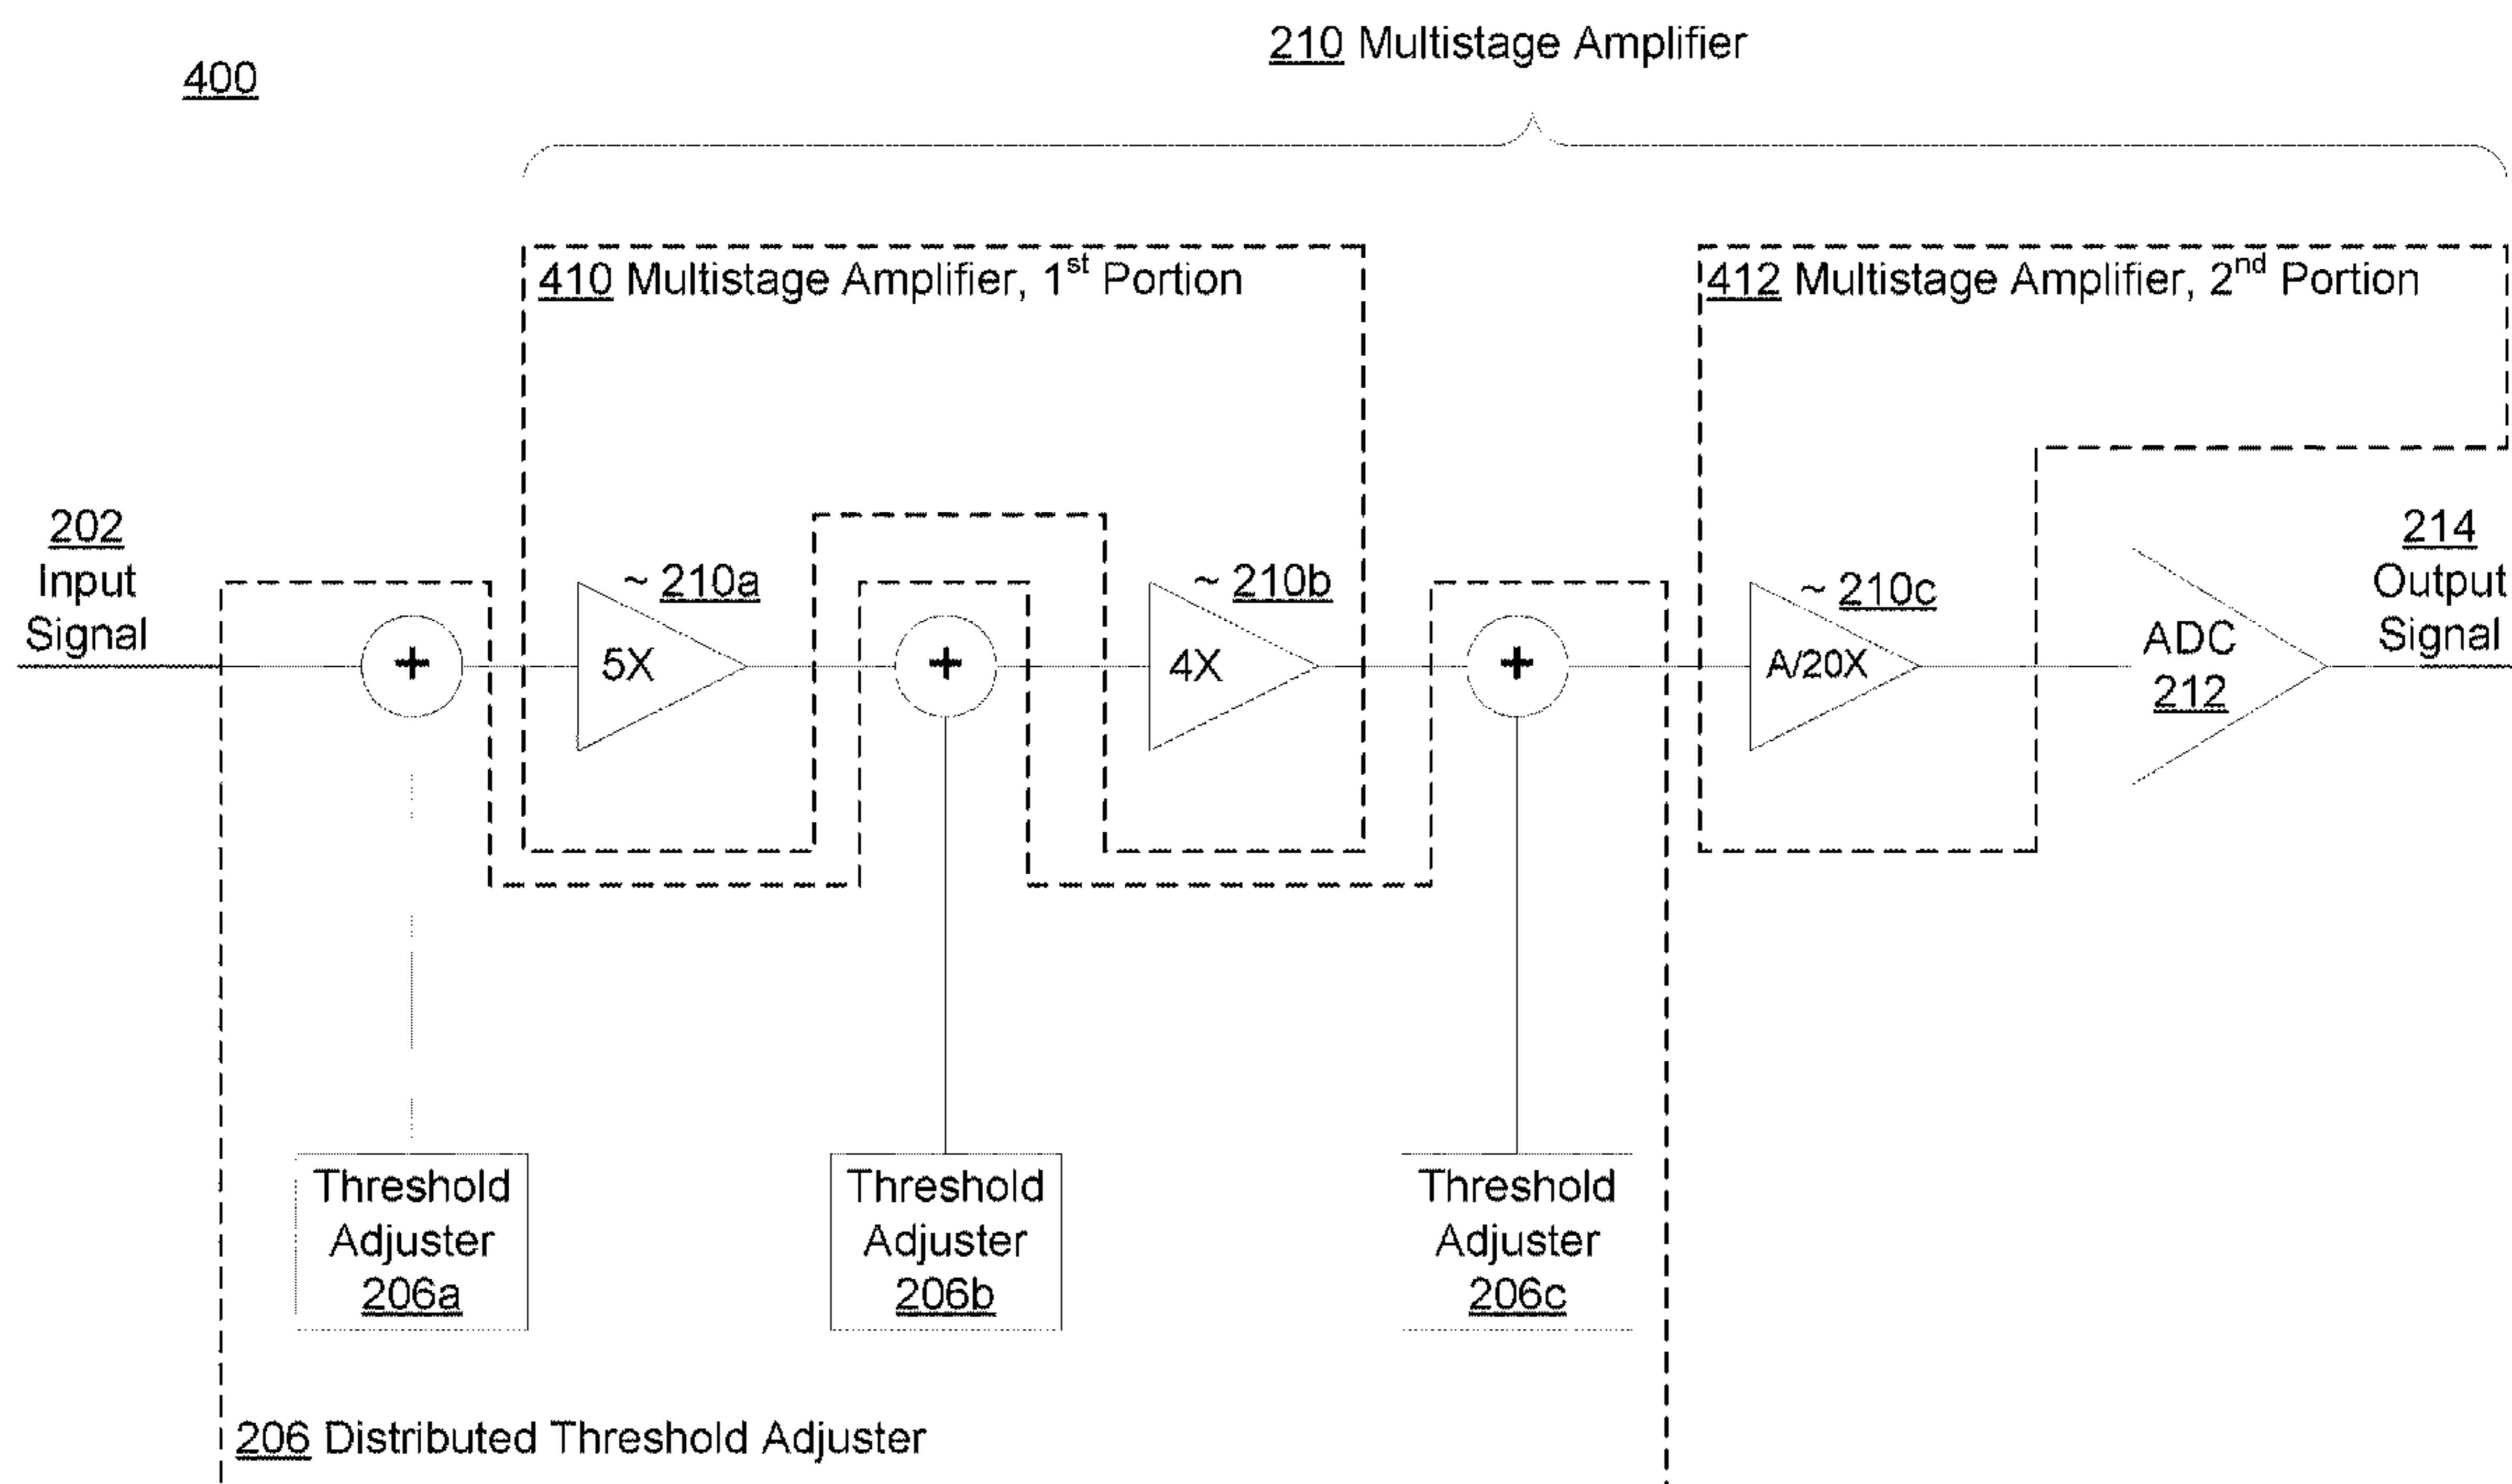 210 Multistage Amplifier
400
410 Multistage Amplifier, 1st Portion
412 Multistage Amplifier, 2nd Portion
202
Input
Signal
+
5X
~ 210a
+
4X
~ 210b
+
A/20X
~ 210c
ADC
212
214
Output
Signal
Threshold
Adjuster
206a
Threshold
Adjuster
206b
Threshold
Adjuster
206c
206 Distributed Threshold Adjuster